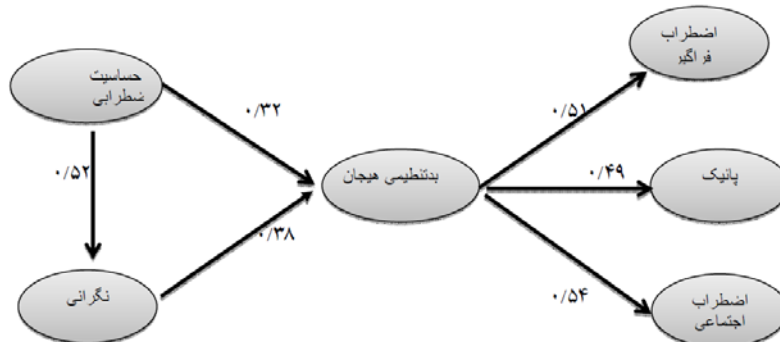 اضطراب
فراگیر
حساسیت
ضطرابی
۰/۳۲
۰/۵۱
۰/۵۲
بدتنظیمی هیجان
۰/۴۹
پانیک
۰/۳۸
نگرانی
۰/۵۴
اضطراب
اجتماعی